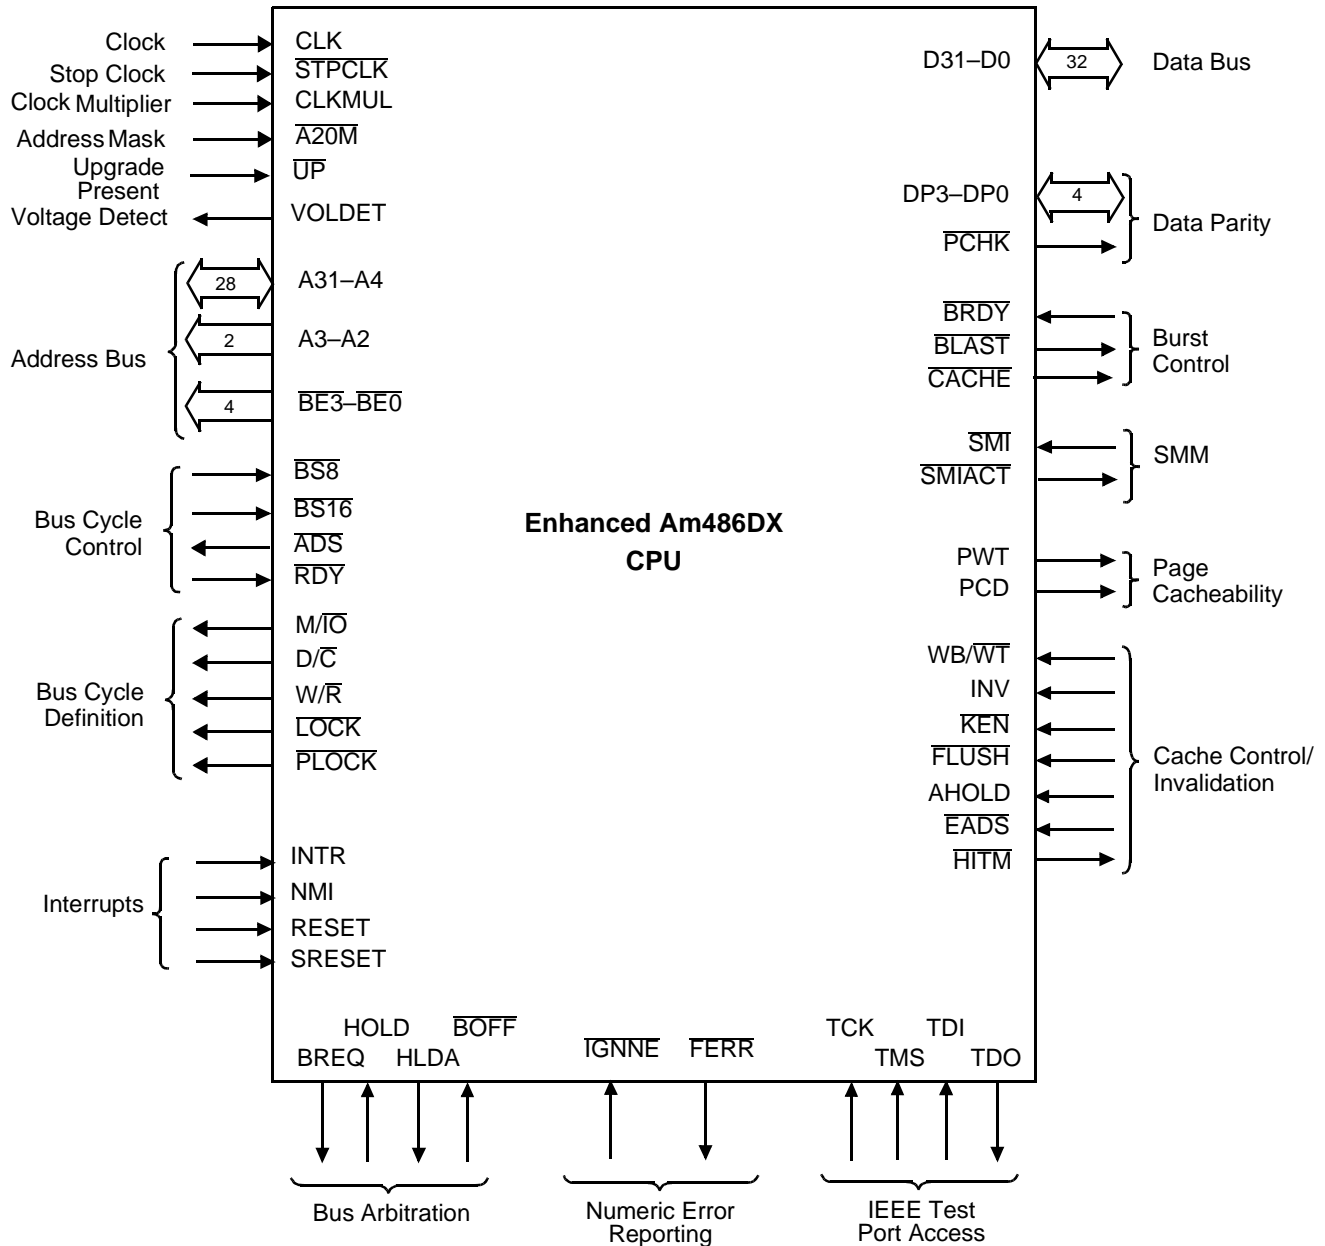 Clock
CLK
Stop Clock
STPCLK
Clock Multiplier
CLKMUL
Address Mask
A20M
Upgrade
Present
UP
Voltage Detect
VOLDET
Address Bus
28
A31–A4
2
A3–A2
4
BE3–BE0
Bus Cycle
Control
BS8
BS16
ADS
RDY
Bus Cycle
Definition
M/IO
D/C
W/R
LOCK
PLOCK
Interrupts
INTR
NMI
RESET
SRESET
Enhanced Am486DX
CPU
D31–D0
32
Data Bus
DP3–DP0
4
PCHK
Data Parity
BRDY
BLAST
CACHE
Burst
Control
SMI
SMIACT
SMM
PWT
PCD
Page
Cacheability
WB/WT
INV
KEN
FLUSH
AHOLD
EADS
HITM
Cache Control/
Invalidation
BREQ
HOLD
HLDA
BOFF
Bus Arbitration
IGNNE
FERR
Numeric Error
Reporting
TCK
TMS
TDI
TDO
IEEE Test
Port Access